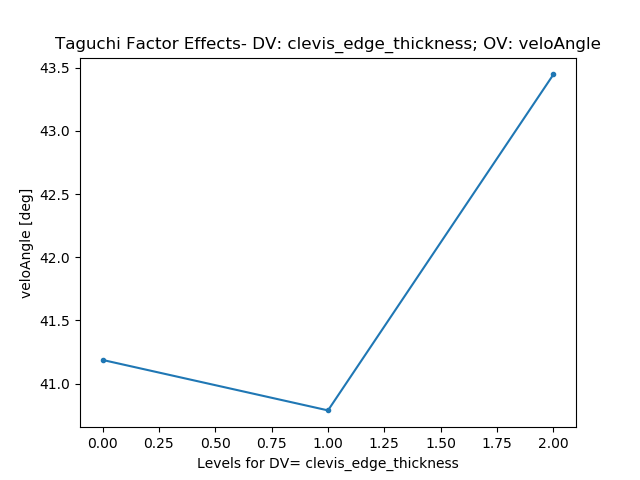 Taguchi Factor Effects- DV: clevis_edge_thickness; OV: veloAngle
43.5
43.0
42.5
42.0
41.5
41.0
veloAngle [deg]
0.00 0.25 0.50 0.75 1.00 1.25 1.50 1.75 2.00
Levels for DV= clevis_edge_thickness